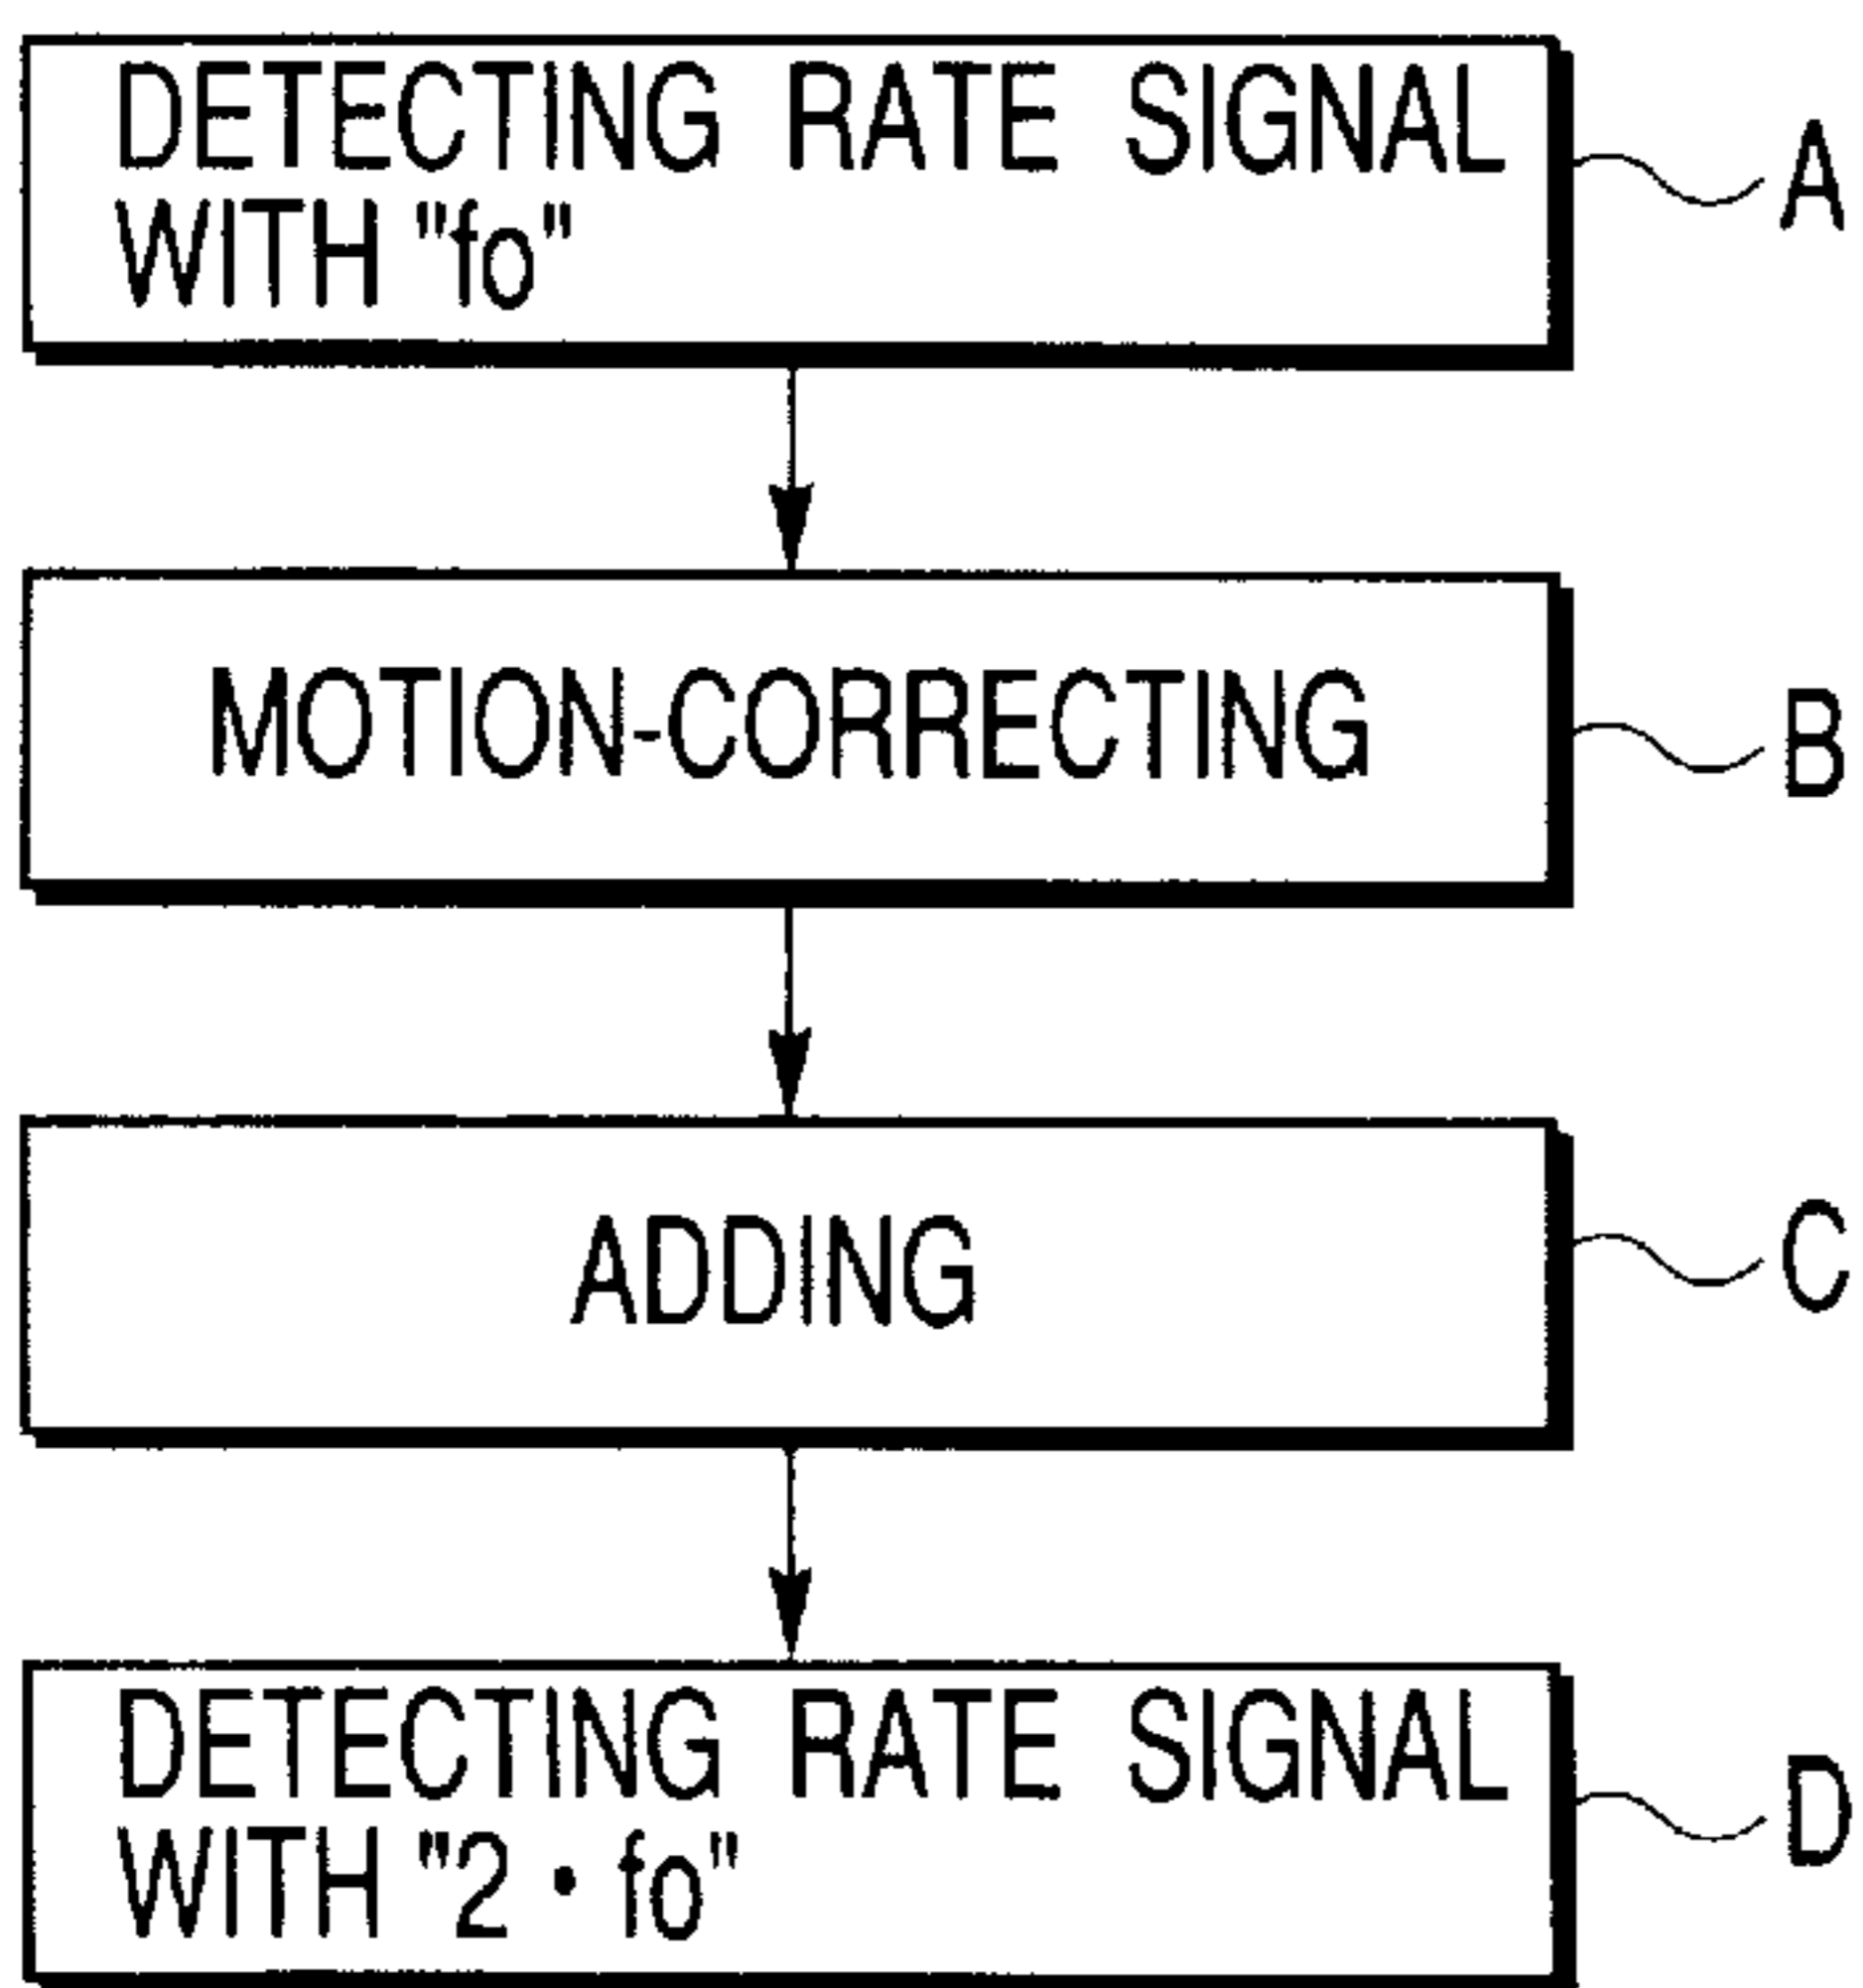 DETECTING RATE SIGNAL
WITH "fo"
A
MOTION-CORRECTING
B
ADDING
C
DETECTING RATE SIGNAL
WITH "2・fo"
D